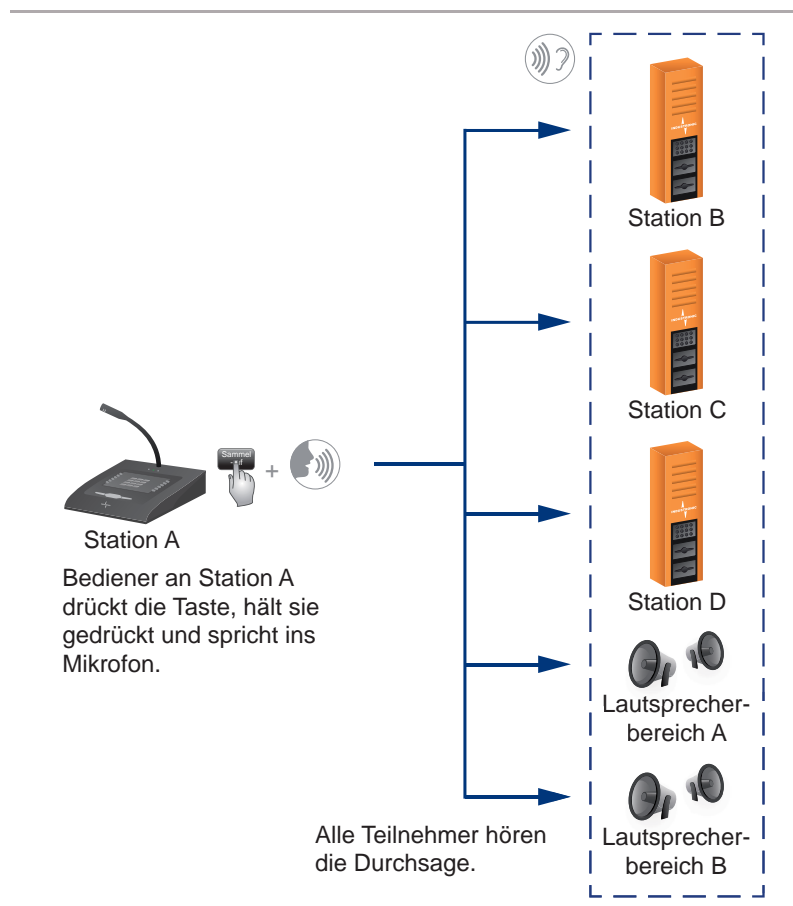 Station B
Station C
Sammel
Station A
Bediener an Station A
drückt die Taste, hält sie
gedrückt und spricht ins
Mikrofon.
Station D
Lautsprecher-
bereich A
Alle Teilnehmer hören
die Durchsage.
Lautsprecher-
bereich B